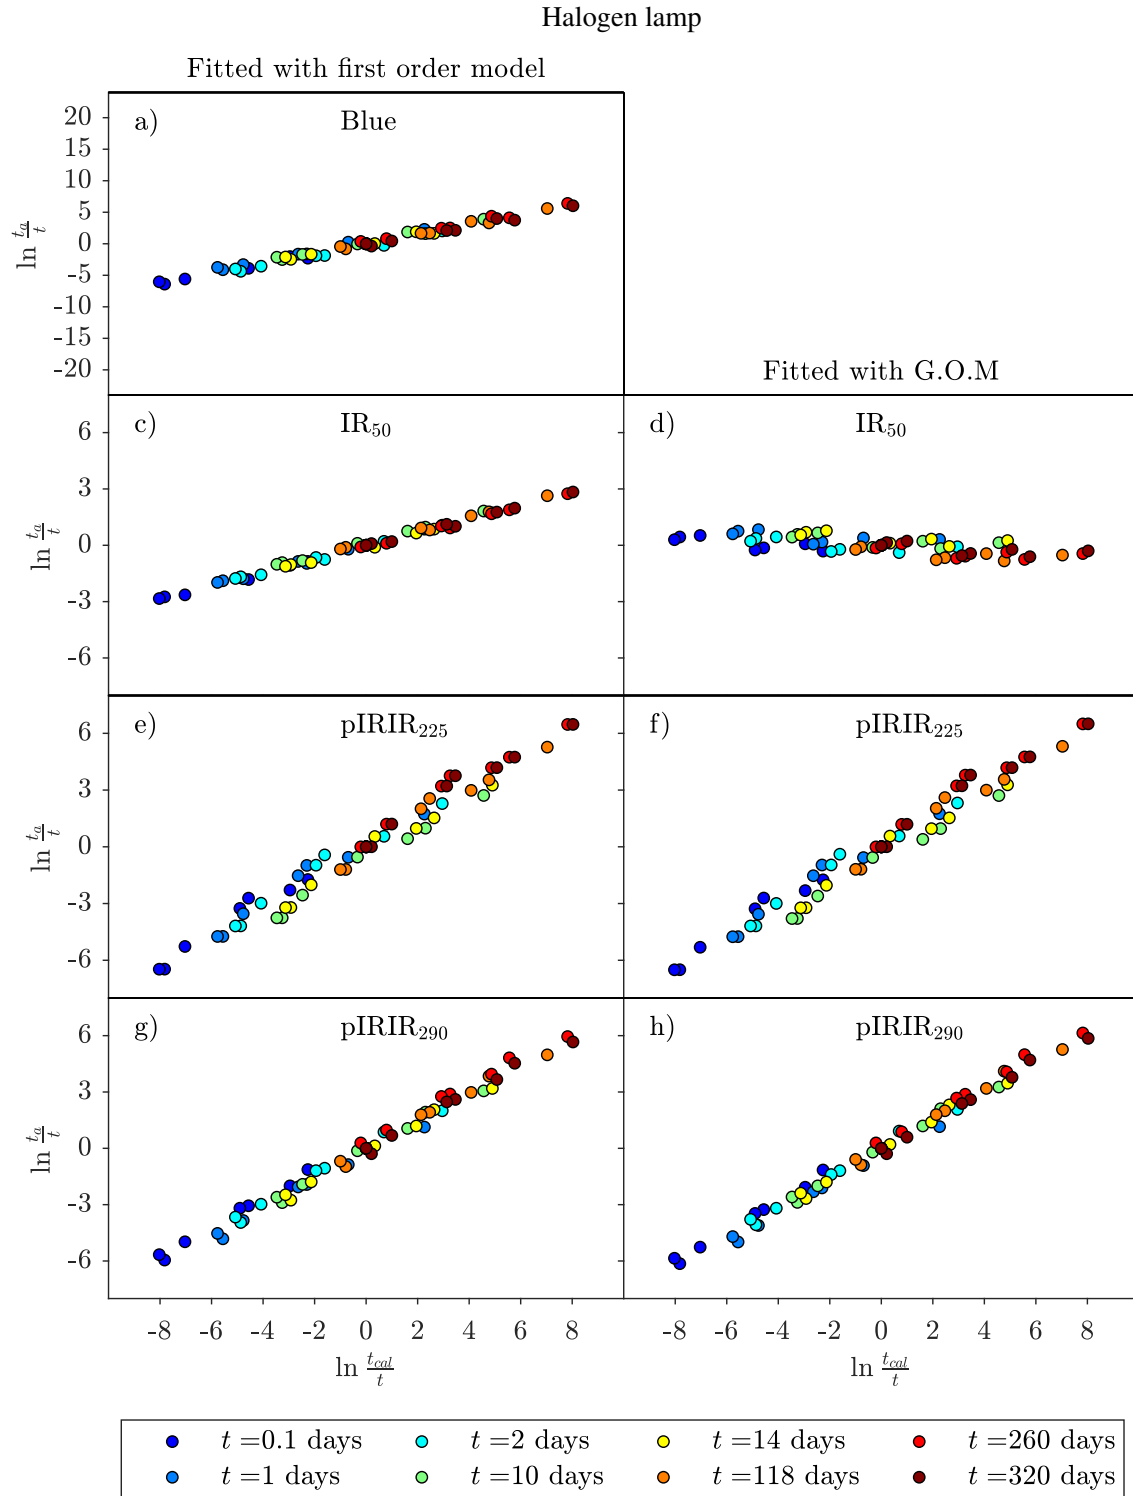 Halogen lamp
Fitted with first order model
a) Blue
20
15
10
5
0
-5
-10
-15
-20
ln t_a/t
Fitted with G.O.M
c) IR50
6
3
0
-3
-6
ln t_a/t
d) IR50
e) pIRIR225
6
3
0
-3
-6
ln t_a/t
f) pIRIR225
g) pIRIR290
6
3
0
-3
-6
ln t_a/t
h) pIRIR290
-8 -6 -4 -2 0 2 4 6 8
-8 -6 -4 -2 0 2 4 6 8
ln t_cal/t
ln t_cal/t
t =0.1 days t =2 days t =14 days t =260 days
t =1 days t =10 days t =118 days t =320 days